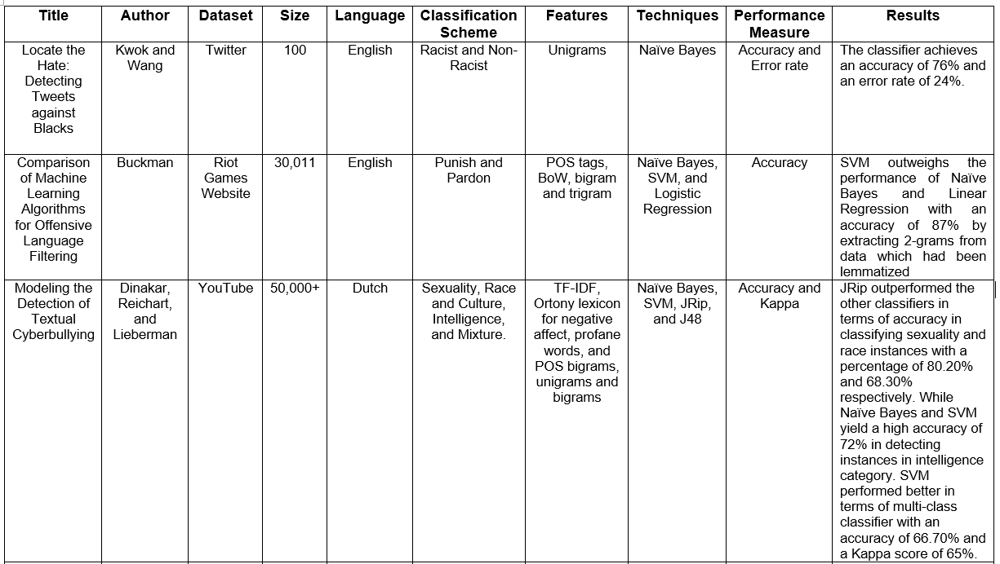 Title
Author
Dataset
Size
Language
Classification
Scheme
Features
Techniques
Performance
Measure
Results
Locate the
Hate:
Detecting
Tweets
against
Blacks
Kwok and
Wang
Twitter
100
English
Racist and Non-
Racist
Unigrams
Naïve Bayes
Accuracy and
Error rate
The classifier achieves
an accuracy of 76% and
an error rate of 24%.
Comparison
of Machine
Learning
Algorithms
for Offensive
Language
Filtering
Buckman
Riot
Games
Website
30,011
English
Punish and
Pardon
POS tags,
BoW, bigram
and trigram
Naïve Bayes,
SVM, and
Logistic
Regression
Accuracy
SVM outweighs the
performance of Naïve
Bayes and Linear
Regression with an
accuracy of 87% by
extracting 2-grams from
data which had been
lemmatized
Modeling the
Detection of
Textual
Cyberbullying
Dinakar,
Reichart,
and
Lieberman
YouTube
50,000+
Dutch
Sexuality, Race
and Culture,
Intelligence,
and Mixture.
TF-IDF,
Ortony lexicon
for negative
affect, profane
words, and
POS bigrams,
unigrams and
bigrams
Naïve Bayes,
SVM, JRip,
and J48
Accuracy and
Kappa
JRip outperformed the
other classifiers in
terms of accuracy in
classifying sexuality and
race instances with a
percentage of 80.20%
and 68.30%
respectively. While
Naïve Bayes and SVM
yield a high accuracy of
72% in detecting
instances in intelligence
category. SVM
performed better in
terms of multi-class
classifier with an
accuracy of 66.70% and
a Kappa score of 65%.